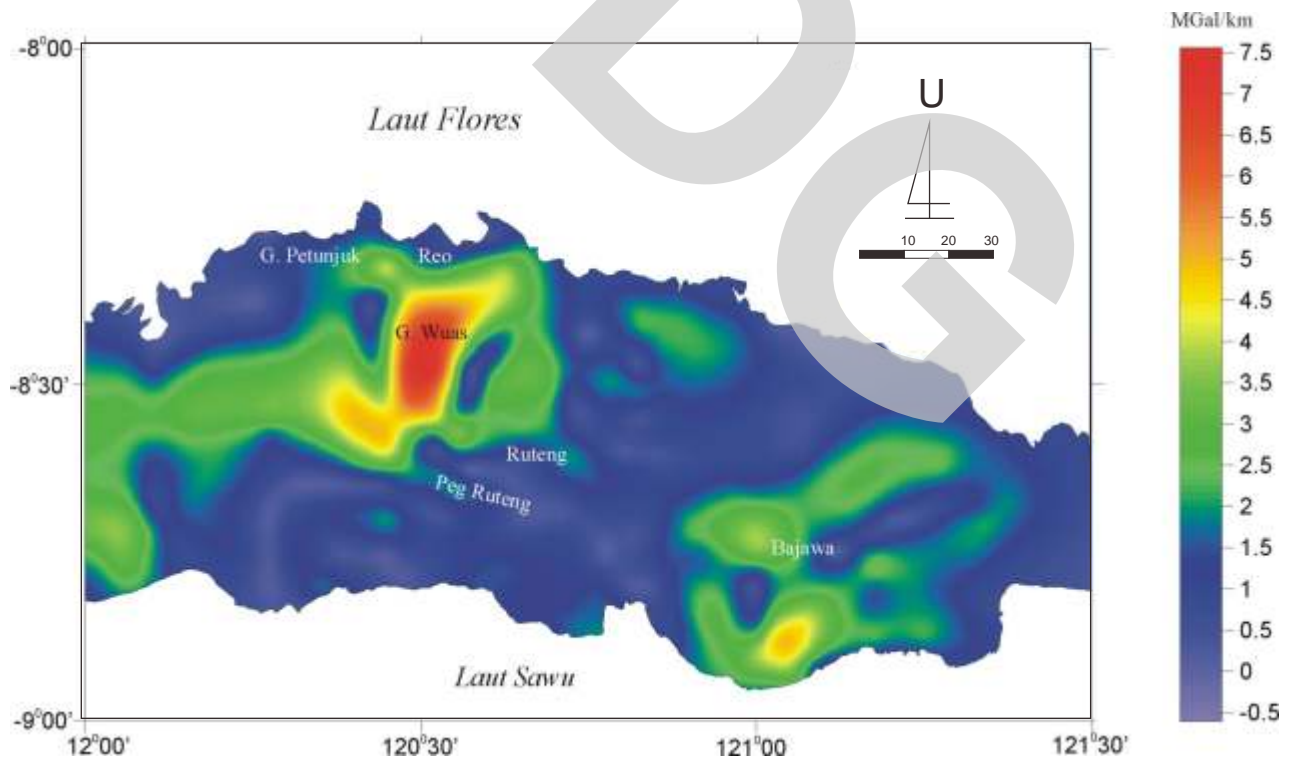 MGal/km
-8°00
7.5
7
U
Laut Flores
6.5
6
5.5
10 20 30
G. Petunjuk
Reo
5
4.5
G. Wuas
4
-8°30'
3.5
3
Ruteng
2.5
Peg Ruteng
2
Bajawa
1.5
1
0.5
Laut Sawu
0
-9°00'
-0.5
12°00'
120°30'
121°00'
121°30'
DG